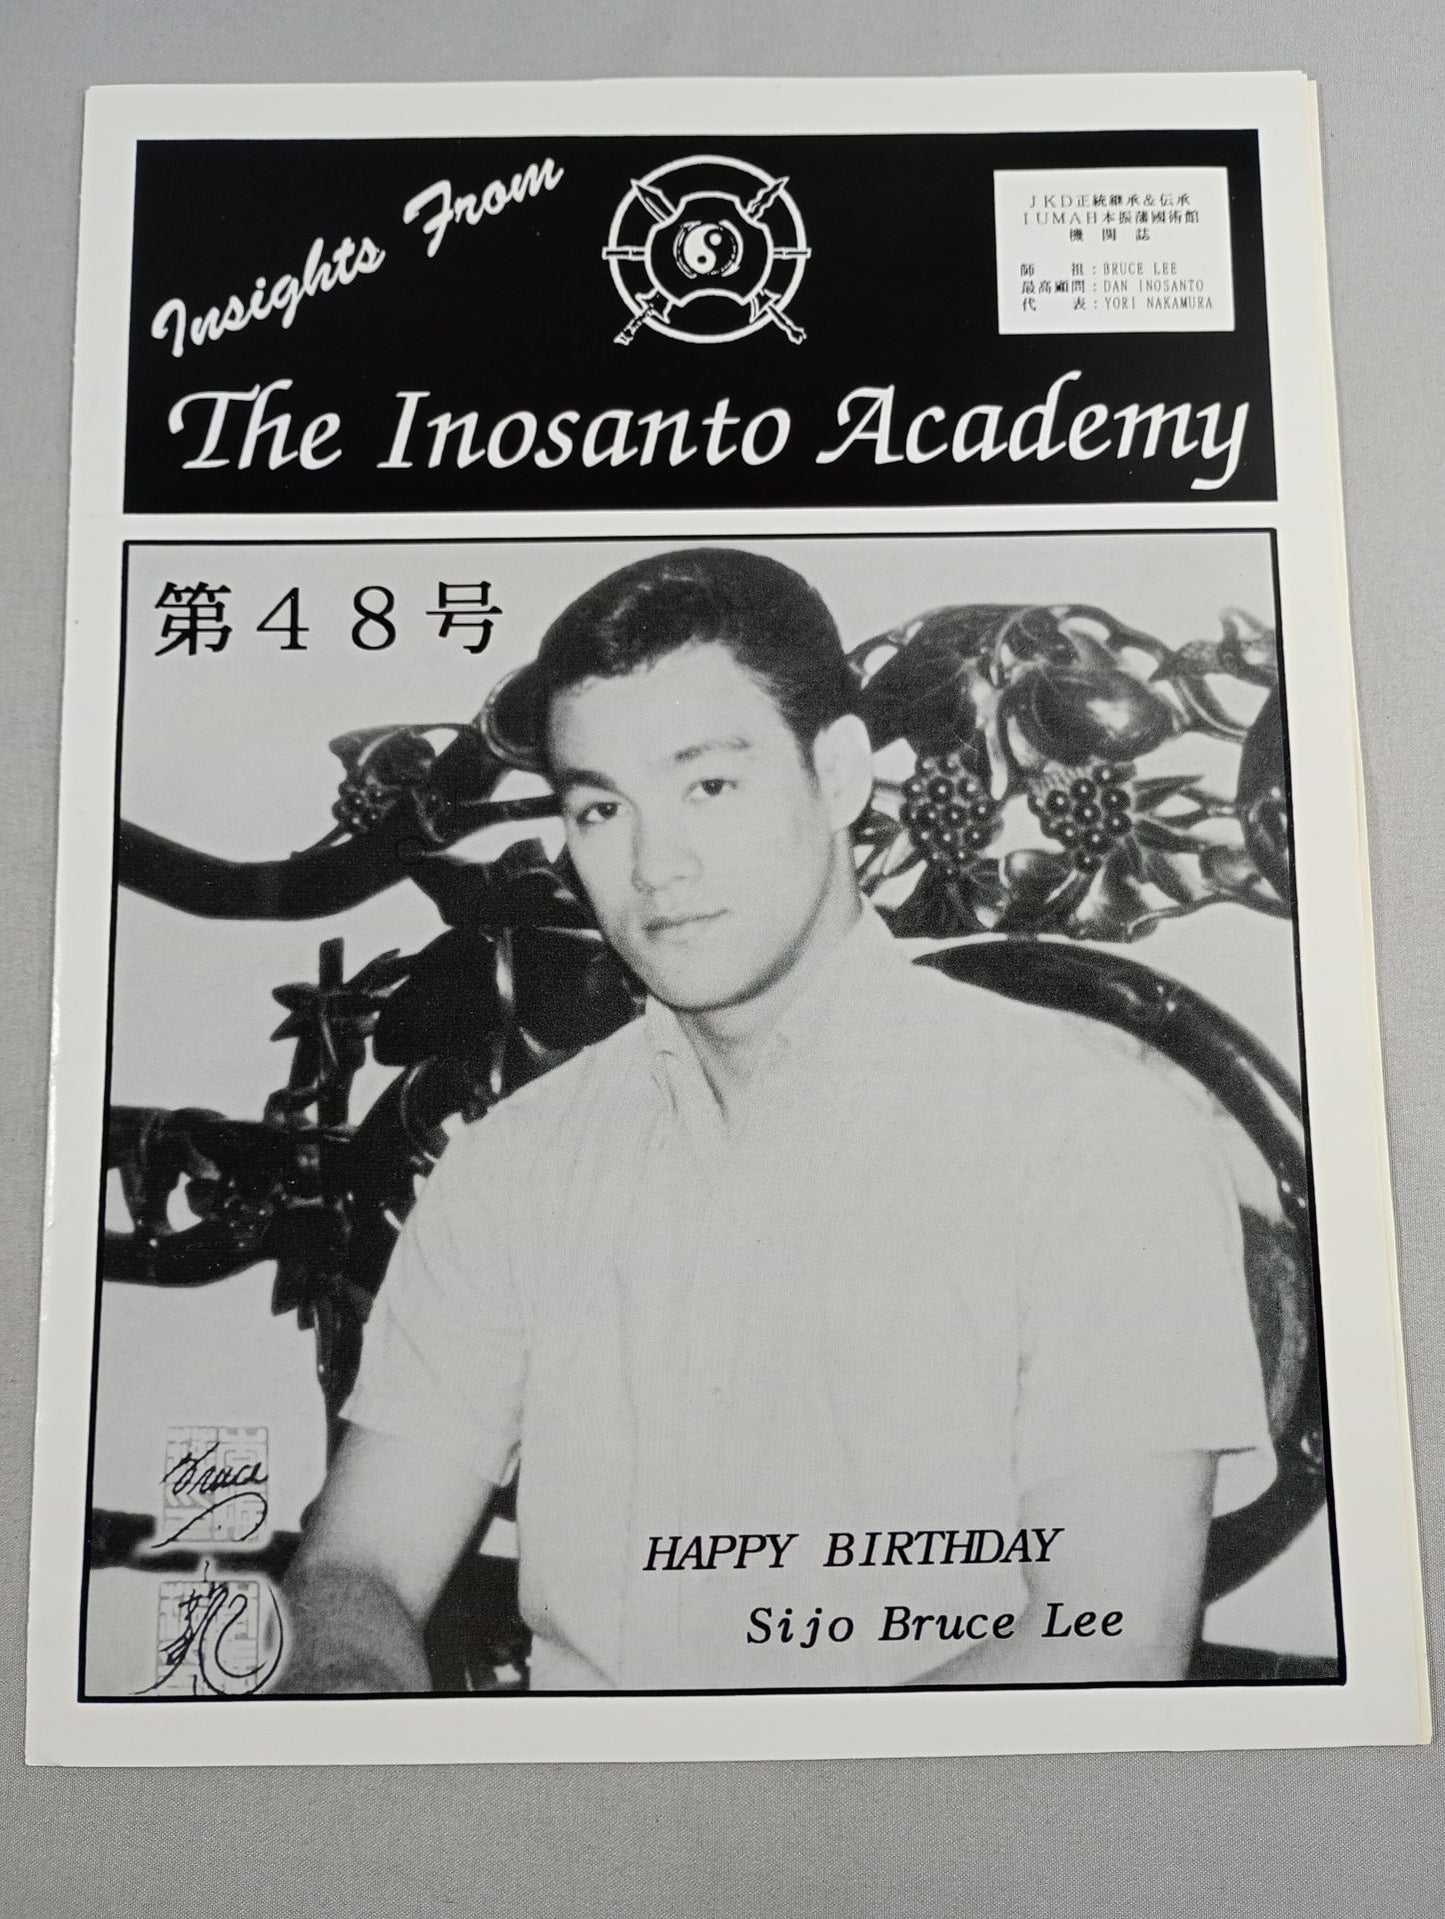 Insights From
The Inosanto Academy
JKD正統継承&伝承
IUMA日本振藩國術館
機 関 誌
師 祖:BRUCE LEE
最高顧問:DAN INOSANTO
代 表:YORI NAKAMURA
第48号
Bruce
HAPPY BIRTHDAY
Sijo Bruce Lee